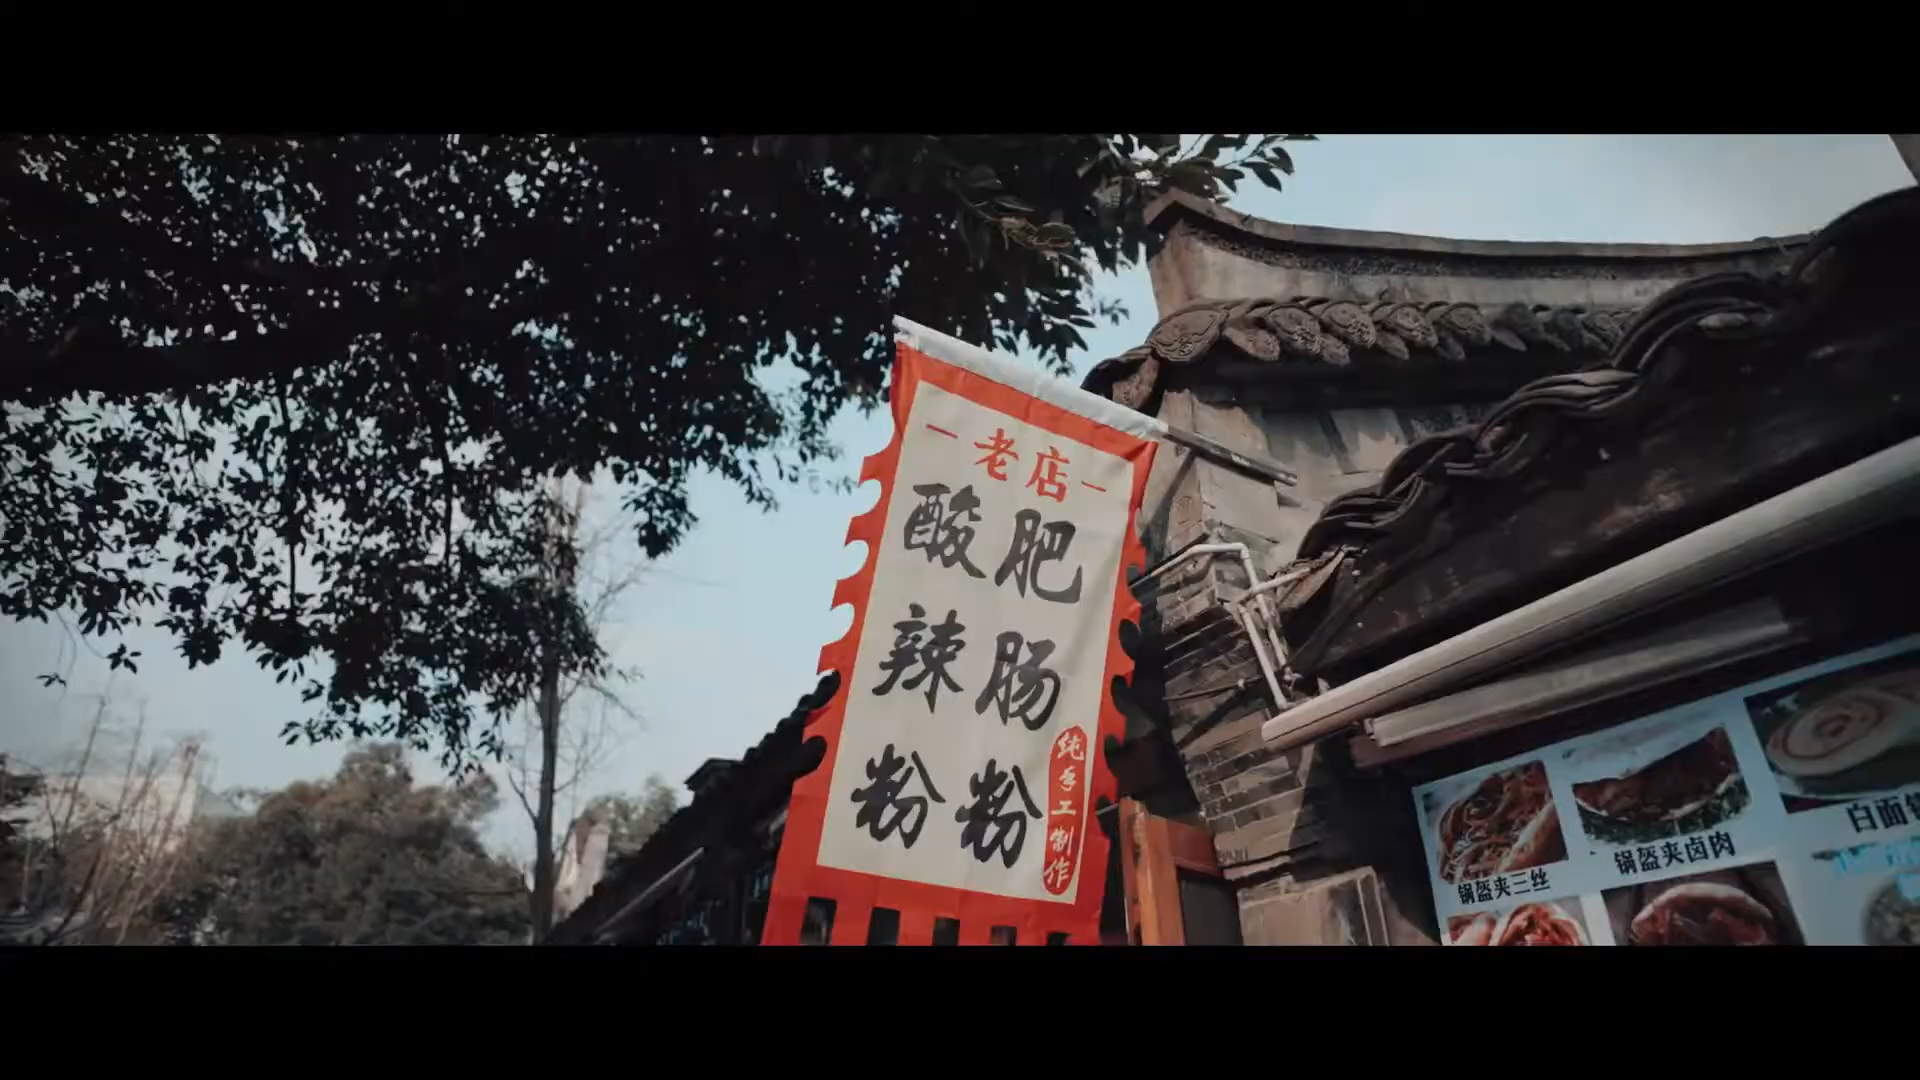 老店
肥肠粉
酸辣粉
纯手工制作
锅盔夹三丝
锅盔夹卤肉
白面锅